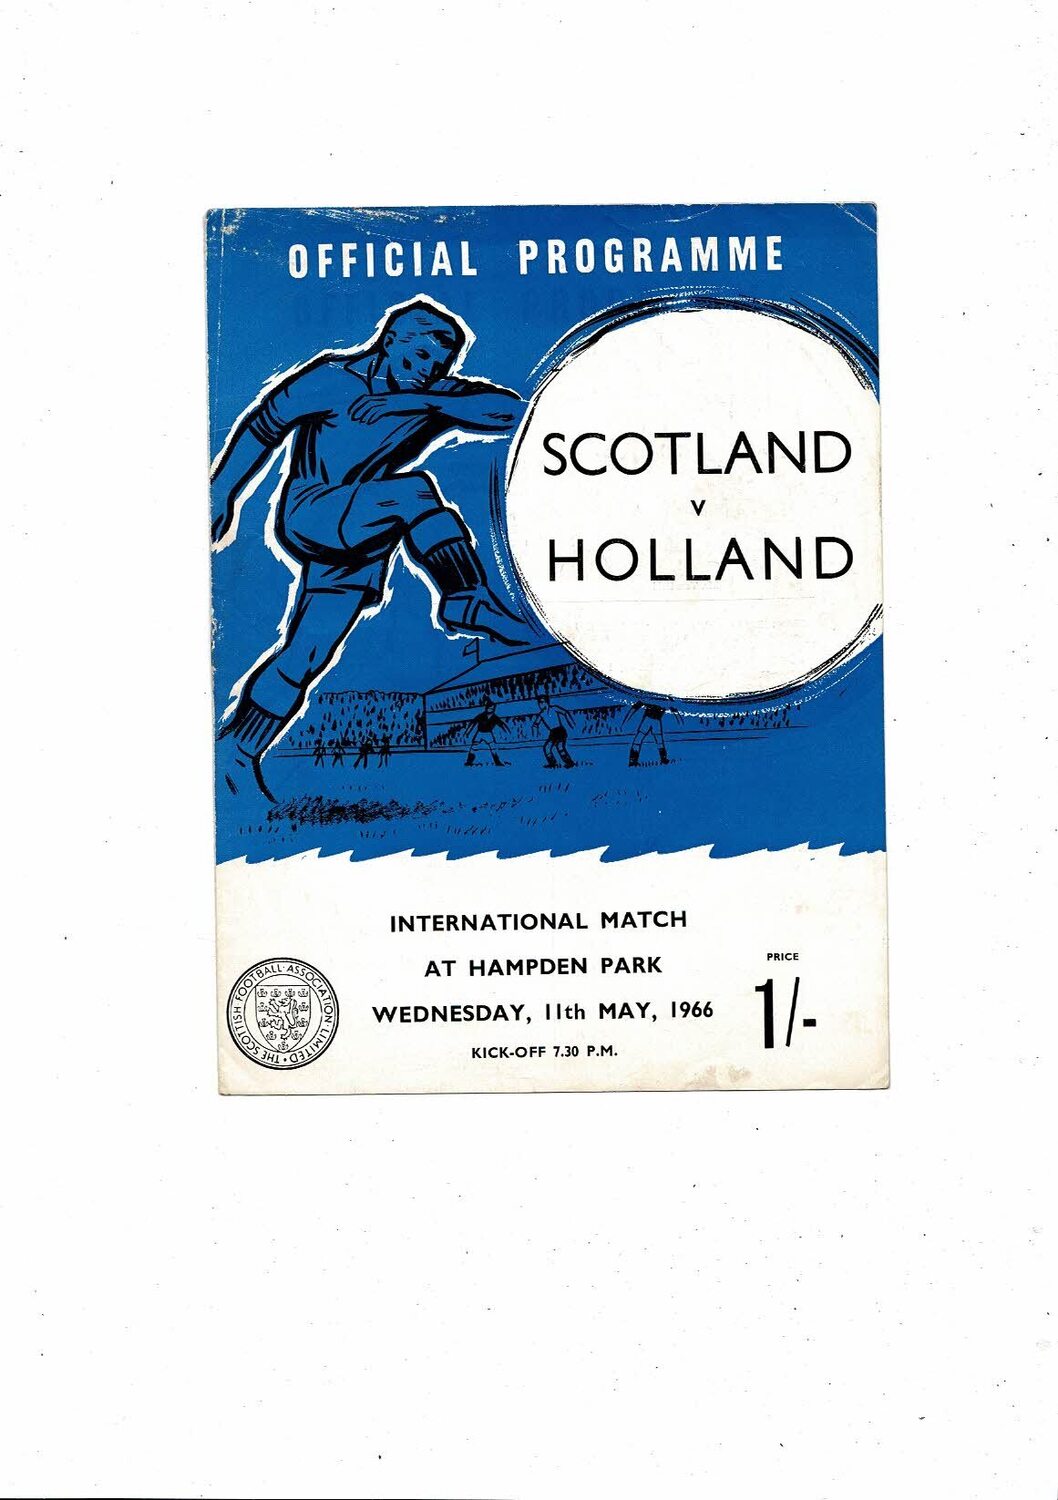 OFFICIAL PROGRAMME
SCOTLAND
v
HOLLAND
INTERNATIONAL MATCH
AT HAMPDEN PARK
WEDNESDAY, 11th MAY, 1966
KICK-OFF 7.30 P.M.
PRICE
1/-
THE SCOTTISH FOOTBALL ASSOCIATION LIMITED